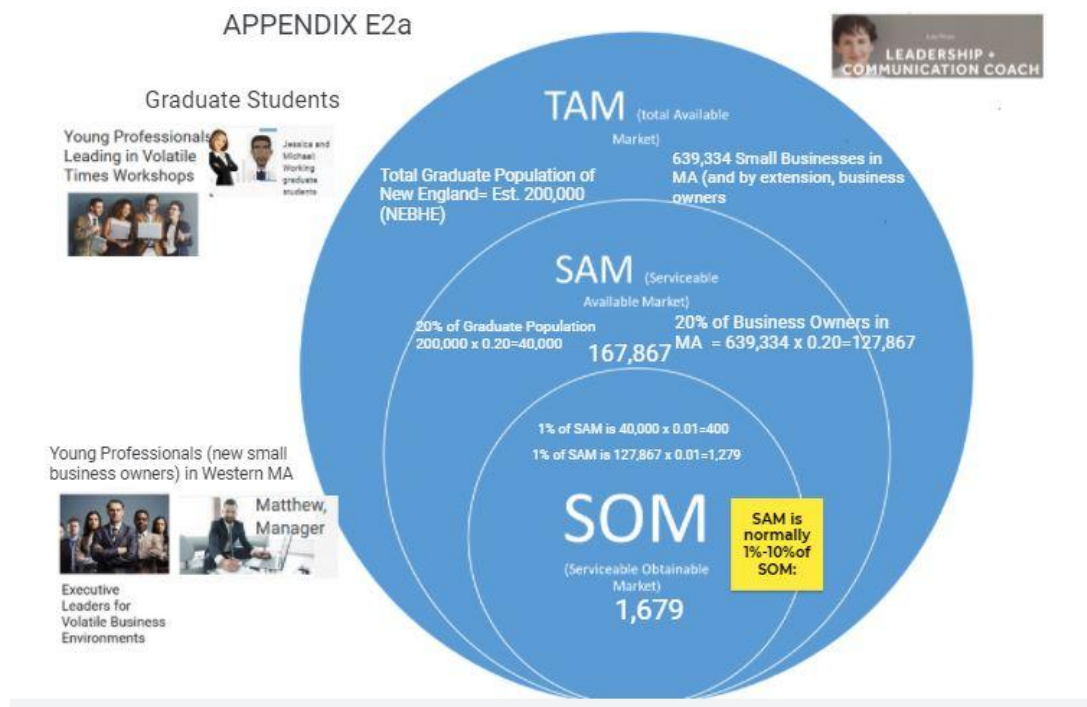 APPENDIX E2a
LEADERSHIP +
COMMUNICATION COACH
Graduate Students
Young Professionals
Leading in Volatile
Times Workshops
Jessica and
Michael:
Working
graduate
students
TAM (total Available
Market)
Total Graduate Population of
New England= Est. 200,000
(NEBHE)
639,334 Small Businesses in
MA (and by extension, business
owners
SAM (Serviceable
Available Market)
20% of Graduate Population
200,000 x 0.20=40,000
167,867
20% of Business Owners in
MA = 639,334 x 0.20=127,867
1% of SAM is 40,000 x 0.01=400
1% of SAM is 127,867 x 0.01=1,279
SOM
(Serviceable Obtainable
Market)
1,679
SAM is
normally
1%-10%of
SOM:
Young Professionals (new small
business owners) in Western MA
Matthew,
Manager
Executive
Leaders for
Volatile Business
Environments